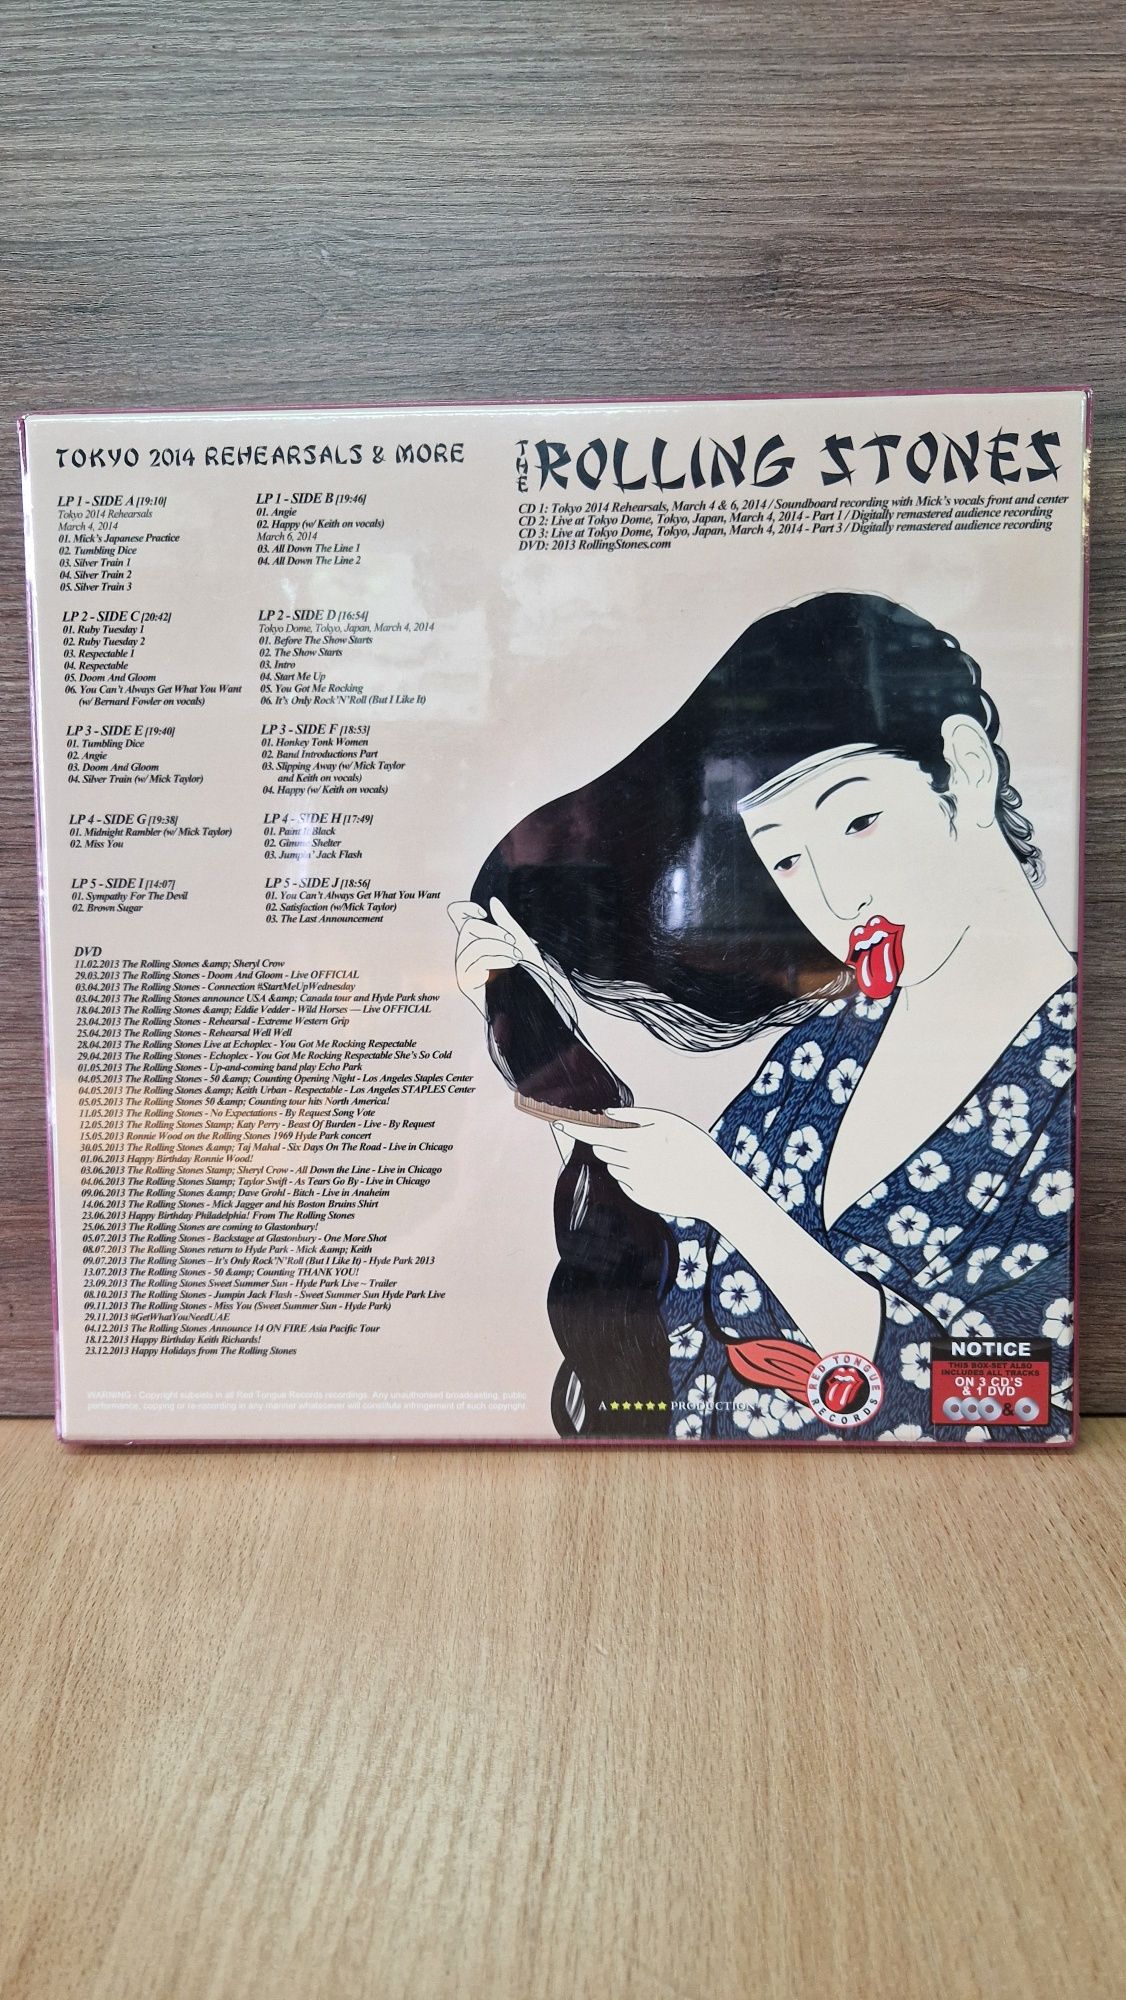 TOKYO 2014 REHEARSALS & MORE
LP 1 - SIDE A [19:10]
Tokyo 2014 Rehearsals
March 4, 2014
01. Mick's Japanese Practice
02. Tumbling Dice
03. Silver Train 1
04. Silver Train 2
05. Silver Train 3
LP 1 - SIDE B [19:46]
01. Angie
02. Happy (w/ Keith on vocals)
March 6, 2014
03. All Down The Line 1
04. All Down The Line 2
LP 2 - SIDE C [20:42]
01. Ruby Tuesday 1
02. Ruby Tuesday 2
03. Respectable 1
04. Respectable
05. Doom And Gloom
06. You Can't Always Get What You Want
(w/ Bernard Fowler on vocals)
LP 2 - SIDE D [16:54]
Tokyo Dome, Tokyo, Japan, March 4, 2014
01. Before The Show Starts
02. The Show Starts
03. Intro
04. Start Me Up
05. You Got Me Rocking
06. It's Only Rock'N'Roll (But I Like It)
LP 3 - SIDE E [19:40]
01. Tumbling Dice
02. Angie
03. Doom And Gloom
04. Silver Train (w/ Mick Taylor)
LP 3 - SIDE F [18:53]
01. Honkey Tonk Women
02. Band Introductions Part
03. Slipping Away (w/ Mick Taylor
and Keith on vocals)
04. Happy (w/ Keith on vocals)
LP 4 - SIDE G [19:38]
01. Midnight Rambler (w/ Mick Taylor)
02. Miss You
LP 4 - SIDE H [17:49]
01. Paint It Black
02. Gimme Shelter
03. Jumpin' Jack Flash
LP 5 - SIDE I [14:07]
01. Sympathy For The Devil
02. Brown Sugar
LP 5 - SIDE J [18:56]
01. You Can't Always Get What You Want
02. Satisfaction (w/Mick Taylor)
03. The Last Announcement
DVD
11.02.2013 The Rolling Stones &amp; Sheryl Crow
29.03.2013 The Rolling Stones - Doom And Gloom - Live OFFICIAL
03.04.2013 The Rolling Stones - Connection #StartMeUpWednesday
03.04.2013 The Rolling Stones announce USA &amp; Canada tour and Hyde Park show
18.04.2013 The Rolling Stones &amp; Eddie Vedder - Wild Horses — Live OFFICIAL
23.04.2013 The Rolling Stones - Rehearsal - Extreme Western Grip
25.04.2013 The Rolling Stones - Rehearsal Well Well
28.04.2013 The Rolling Stones Live at Echoplex - You Got Me Rocking Respectable
29.04.2013 The Rolling Stones - Echoplex - You Got Me Rocking Respectable She's So Cold
01.05.2013 The Rolling Stones - Up-and-coming band play Echo Park
04.05.2013 The Rolling Stones - 50 &amp; Counting Opening Night - Los Angeles Staples Center
04.05.2013 The Rolling Stones &amp; Keith Urban - Respectable - Los Angeles STAPLES Center
05.05.2013 The Rolling Stones 50 &amp; Counting tour hits North America!
11.05.2013 The Rolling Stones - No Expectations - By Request Song Vote
12.05.2013 The Rolling Stones Stamp; Katy Perry - Beast Of Burden - Live - By Request
15.05.2013 Ronnie Wood on the Rolling Stones 1969 Hyde Park concert
30.05.2013 The Rolling Stones &amp; Taj Mahal - Six Days On The Road - Live in Chicago
01.06.2013 Happy Birthday Ronnie Wood!
03.06.2013 The Rolling Stones Stamp; Sheryl Crow - All Down the Line - Live in Chicago
04.06.2013 The Rolling Stones Stamp; Taylor Swift - As Tears Go By - Live in Chicago
09.06.2013 The Rolling Stones &amp; Dave Grohl - Bitch - Live in Anaheim
14.06.2013 The Rolling Stones - Mick Jagger and his Boston Bruins Shirt
23.06.2013 Happy Birthday Philadelphia! From The Rolling Stones
25.06.2013 The Rolling Stones are coming to Glastonbury!
05.07.2013 The Rolling Stones - Backstage at Glastonbury - One More Shot
08.07.2013 The Rolling Stones return to Hyde Park - Mick &amp; Keith
09.07.2013 The Rolling Stones – It's Only Rock'N'Roll (But I Like It) - Hyde Park 2013
13.07.2013 The Rolling Stones - 50 &amp; Counting THANK YOU!
23.09.2013 The Rolling Stones Sweet Summer Sun - Hyde Park Live ~ Trailer
08.10.2013 The Rolling Stones - Jumpin Jack Flash - Sweet Summer Sun Hyde Park Live
09.11.2013 The Rolling Stones - Miss You (Sweet Summer Sun - Hyde Park)
29.11.2013 #GetWhatYouNeedUAE
04.12.2013 The Rolling Stones Announce 14 ON FIRE Asia Pacific Tour
18.12.2013 Happy Birthday Keith Richards!
23.12.2013 Happy Holidays from The Rolling Stones
WARNING - Copyright subsists in all Red Tongue Records recordings. Any unauthorised broadcasting, public
performance, copying or re-recording in any manner whatsoever will constitute infringement of such copyright.
THE ROLLING STONES
CD 1: Tokyo 2014 Rehearsals, March 4 & 6, 2014 / Soundboard recording with Mick's vocals front and center
CD 2: Live at Tokyo Dome, Tokyo, Japan, March 4, 2014 - Part 1 / Digitally remastered audience recording
CD 3: Live at Tokyo Dome, Tokyo, Japan, March 4, 2014 - Part 3 / Digitally remastered audience recording
DVD: 2013 RollingStones.com
A ★★★★★ PRODUCTION
RED TONGUE RECORDS
NOTICE
THIS BOX-SET ALSO
INCLUDES ALL TRACKS
ON 3 CD'S
& 1 DVD
&